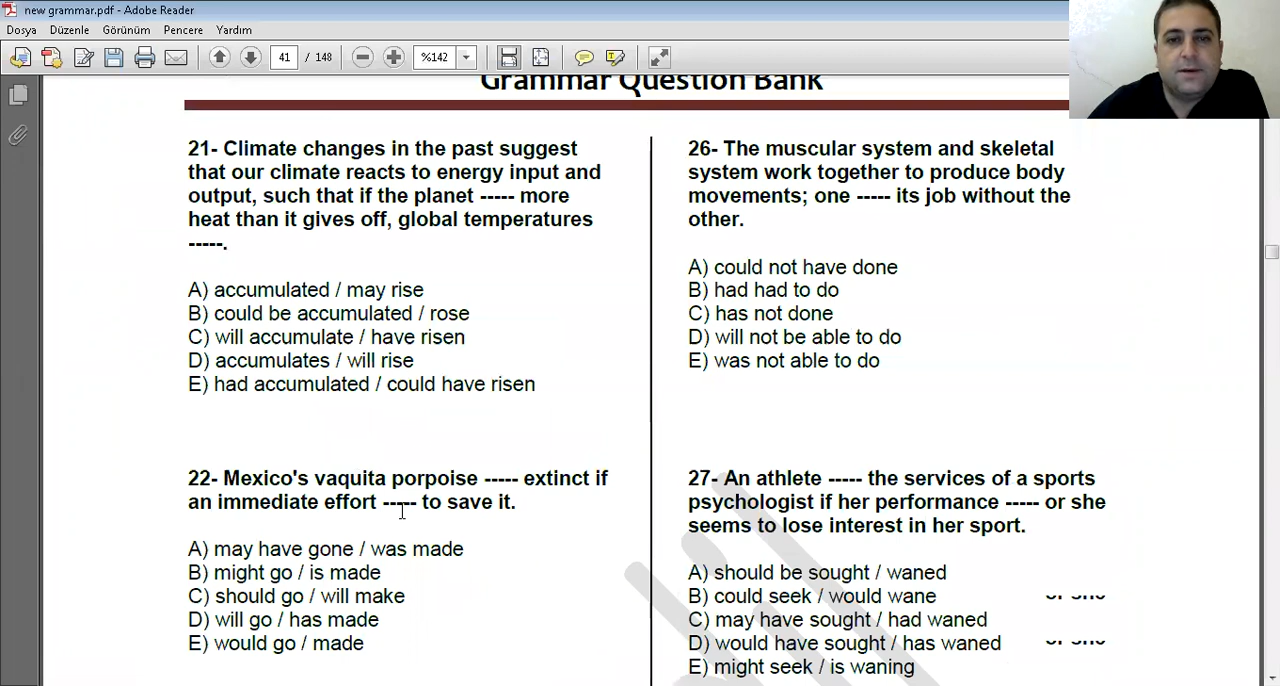 new grammar.pdf - Adobe Reader
Dosya Düzenle Görünüm Pencere Yardım
41 / 148 %142
Grammar Question Bank
21- Climate changes in the past suggest
that our climate reacts to energy input and
output, such that if the planet ----- more
heat than it gives off, global temperatures
-----.
A) accumulated / may rise
B) could be accumulated / rose
C) will accumulate / have risen
D) accumulates / will rise
E) had accumulated / could have risen
22- Mexico's vaquita porpoise ----- extinct if
an immediate effort ----- to save it.
A) may have gone / was made
B) might go / is made
C) should go / will make
D) will go / has made
E) would go / made
26- The muscular system and skeletal
system work together to produce body
movements; one ----- its job without the
other.
A) could not have done
B) had had to do
C) has not done
D) will not be able to do
E) was not able to do
27- An athlete ----- the services of a sports
psychologist if her performance ----- or she
seems to lose interest in her sport.
A) should be sought / waned
B) could seek / would wane
C) may have sought / had waned
D) would have sought / has waned
E) might seek / is waning